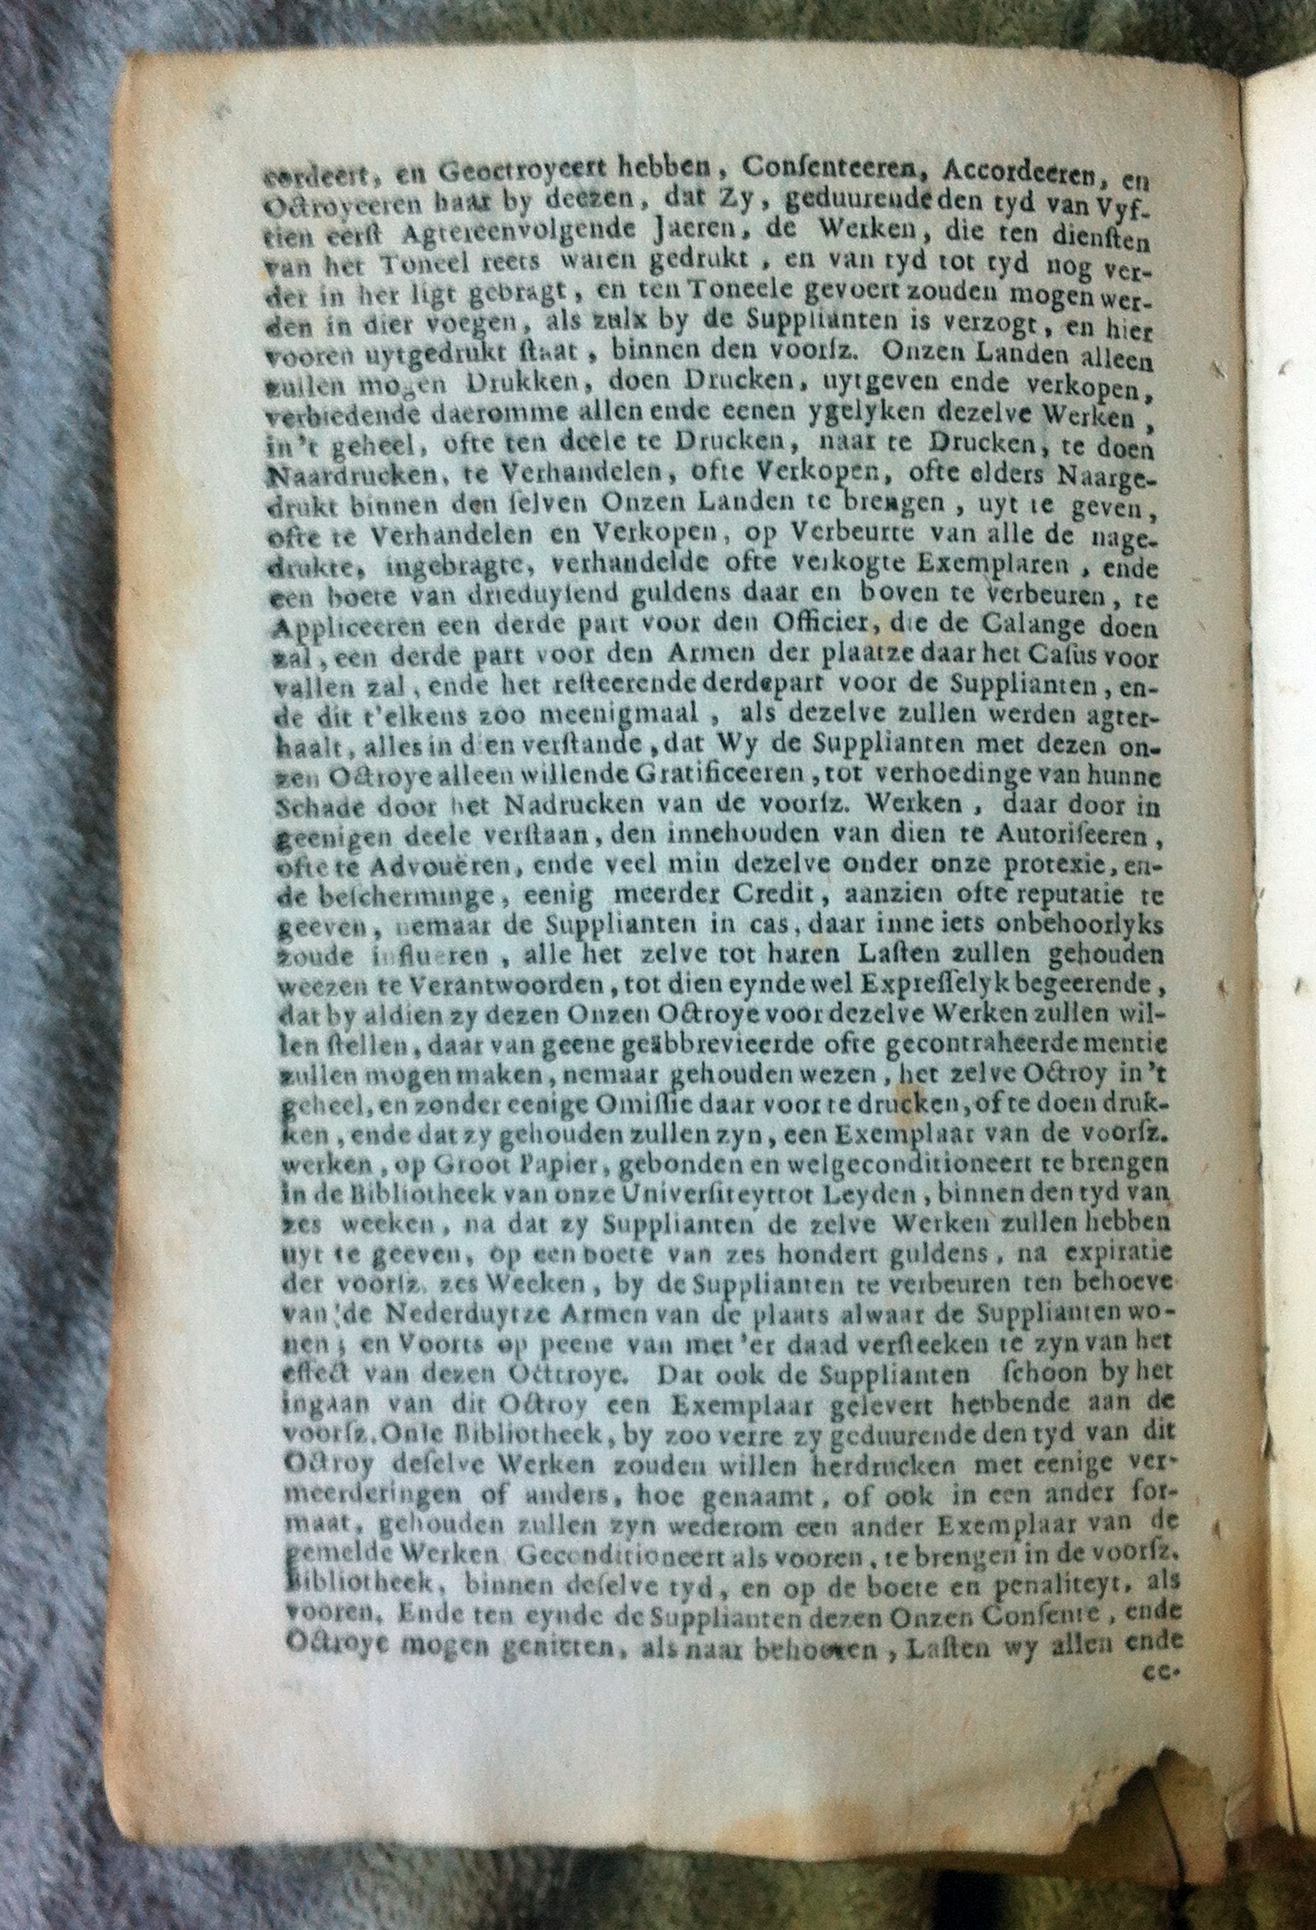 cordeert, en Geoctroyeert hebben, Conſenteeren, Accordeeren, en
Octroyeeren haar by deezen, dat Zy, geduurende den tyd van Vyf-
tien eerſt Agtereenvolgende Jaeren, de Werken, die ten dienſten
van het Toneel reets waren gedrukt, en van tyd tot tyd nog ver-
der in her ligt gebragt, en ten Toneele gevoert zouden mogen wer-
den in dier voegen, als zulx by de Supplianten is verzogt, en hier
vooren uytgedrukt ſtaat, binnen den voorſz. Onzen Landen alleen
zullen mogen Drukken, doen Drucken, uytgeven ende verkopen,
verbiedende daeromme allen ende eenen ygelyken dezelve Werken,
in 't geheel, ofte ten deele te Drucken, naar te Drucken, te doen
Naardrucken, te Verhandelen, ofte Verkopen, ofte elders Naarge-
drukt binnen den ſelven Onzen Landen te brengen, uyt te geven,
ofte te Verhandelen en Verkopen, op Verbeurte van alle de nage-
drukte, ingebragte, verhandelde ofte verkogte Exemplaren, ende
een boete van drieduyſend guldens daar en boven te verbeuren, te
Appliceeren een derde part voor den Officier, die de Calange doen
zal, een derde part voor den Armen der plaatze daar het Caſus voor
vallen zal, ende het reſteerende derdepart voor de Supplianten, en-
de dit t'elkens zoo meenigmaal, als dezelve zullen werden agter-
haalt, alles in dien verſtande, dat Wy de Supplianten met dezen on-
zen Octroye alleen willende Gratificeeren, tot verhoedinge van hunne
Schade door het Nadrucken van de voorſz. Werken, daar door in
geenigen deele verſtaan, den innehouden van dien te Autoriſeeren,
ofte te Advouëren, ende veel min dezelve onder onze protexie, en-
de beſcherminge, eenig meerder Credit, aanzien ofte reputatie te
geeven, nemaar de Supplianten in cas, daar inne iets onbehoorlyks
zoude influeren, alle het zelve tot haren Laſten zullen gehouden
weezen te Verantwoorden, tot dien eynde wel Expreſſelyk begeerende,
dat by aldien zy dezen Onzen Octroye voor dezelve Werken zullen wil-
len ſtellen, daar van geene geäbbrevieerde ofte gecontraheerde mentie
zullen mogen maken, nemaar gehouden wezen, het zelve Octroy in 't
geheel, en zonder eenige Omiſſie daar voor te drucken, of te doen druk-
ken, ende dat zy gehouden zullen zyn, een Exemplaar van de voorſz.
werken, op Groot Papier, gebonden en welgeconditioneert te brengen
in de Bibliotheek van onze Univerſiteyt tot Leyden, binnen den tyd van
zes weeken, na dat zy Supplianten de zelve Werken zullen hebben
uyt te geeven, op een boete van zes hondert guldens, na expiratie
der voorſz. zes Weeken, by de Supplianten te verbeuren ten behoeve
van de Nederduytze Armen van de plaats alwaar de Supplianten wo-
nen; en Voorts op peene van met 'er daad verſteeken te zyn van het
effect van dezen Octtroye. Dat ook de Supplianten ſchoon by het
ingaan van dit Octroy een Exemplaar gelevert hebbende aan de
voorſz. Onſe Bibliotheek, by zoo verre zy geduurende den tyd van dit
Octroy deſelve Werken zouden willen herdrucken met eenige ver-
meerderingen of anders, hoe genaamt, of ook in een ander for-
maat, gehouden zullen zyn wederom een ander Exemplaar van de
gemelde Werken Geconditioneert als vooren, te brengen in de voorſz.
Bibliotheek, binnen deſelve tyd, en op de boete en penaliteyt, als
vooren. Ende ten eynde de Supplianten dezen Onzen Conſente, ende
Octroye mogen genieten, als naar behooren, Laſten wy allen ende
ee-